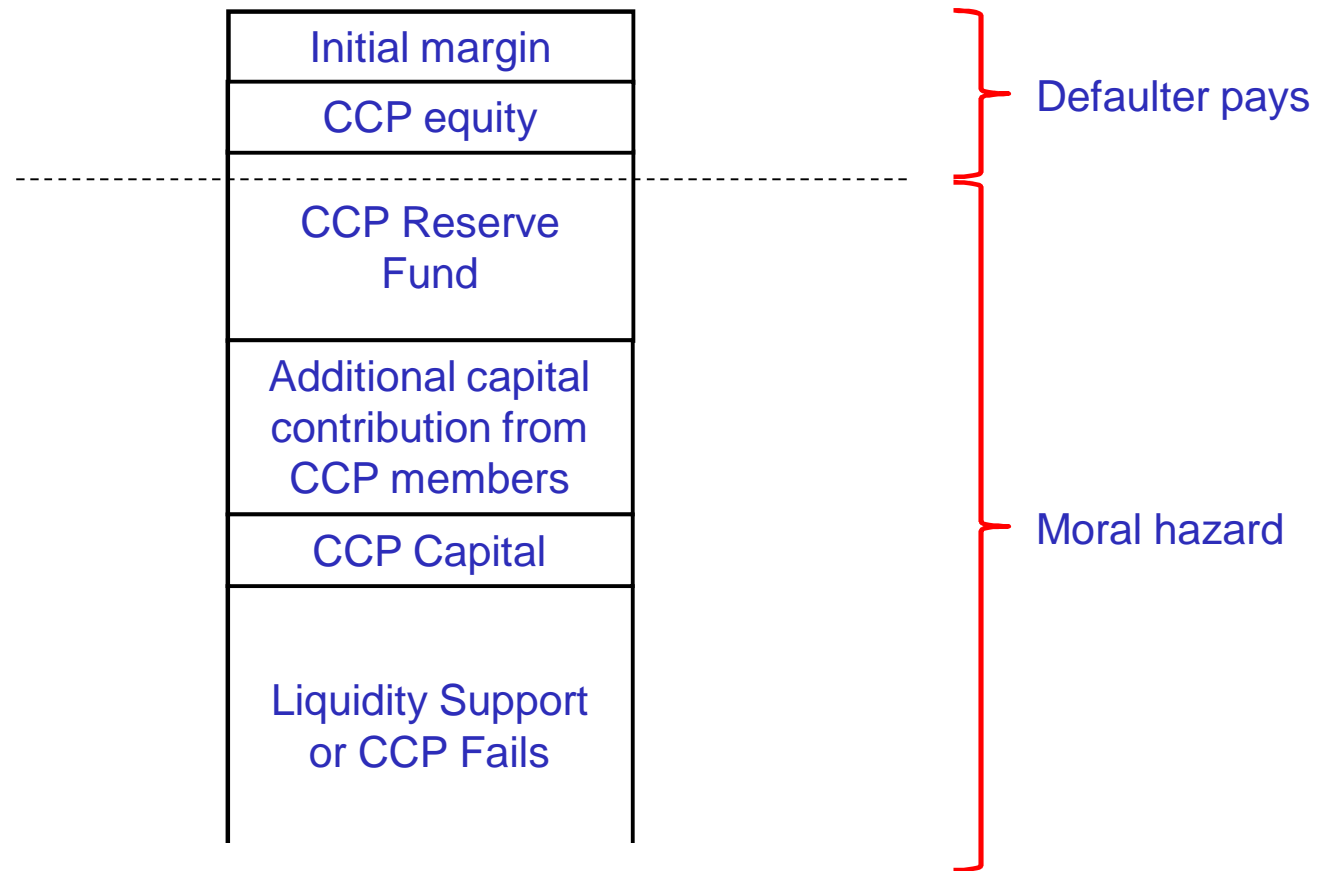 Initial margin
CCP equity
Defaulter pays
CCP Reserve
Fund
Additional capital
contribution from
CCP members
CCP Capital
Moral hazard
Liquidity Support
or CCP Fails